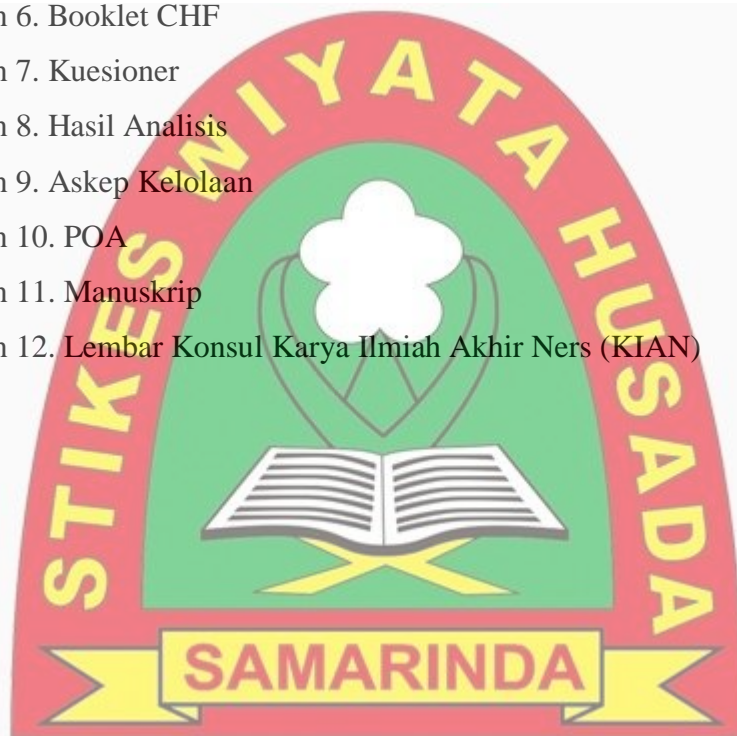 n 6. Booklet CHF
n 7. Kuesioner
n 8. Hasil Analisis
n 9. Askep Kelolaan
n 10. POA
n 11. Manuskrip
n 12. Lembar Konsul Karya Ilmiah Akhir Ners (KIAN)
STIKES WIYATA HUSADA
SAMARINDA